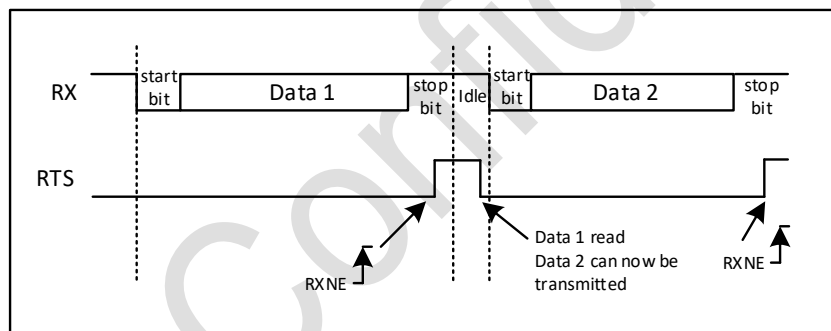 RX
start
bit
Data 1
stop
bit
Idle
start
bit
Data 2
stop
bit
RTS
RXNE
Data 1 read
Data 2 can now be
transmitted
RXNE